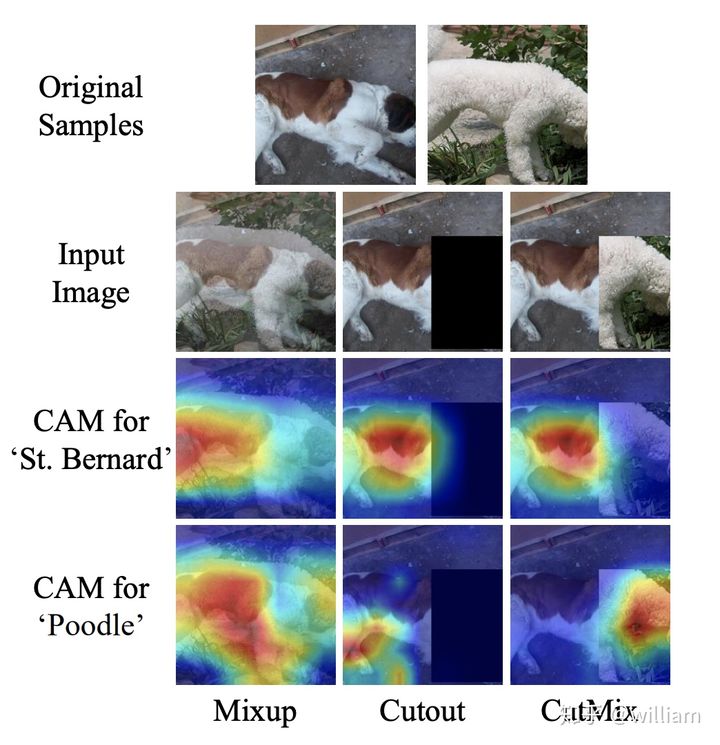 Original
Samples
Input
Image
CAM for
‘St. Bernard’
CAM for
‘Poodle’
Mixup Cutout CutMix
知乎 @william